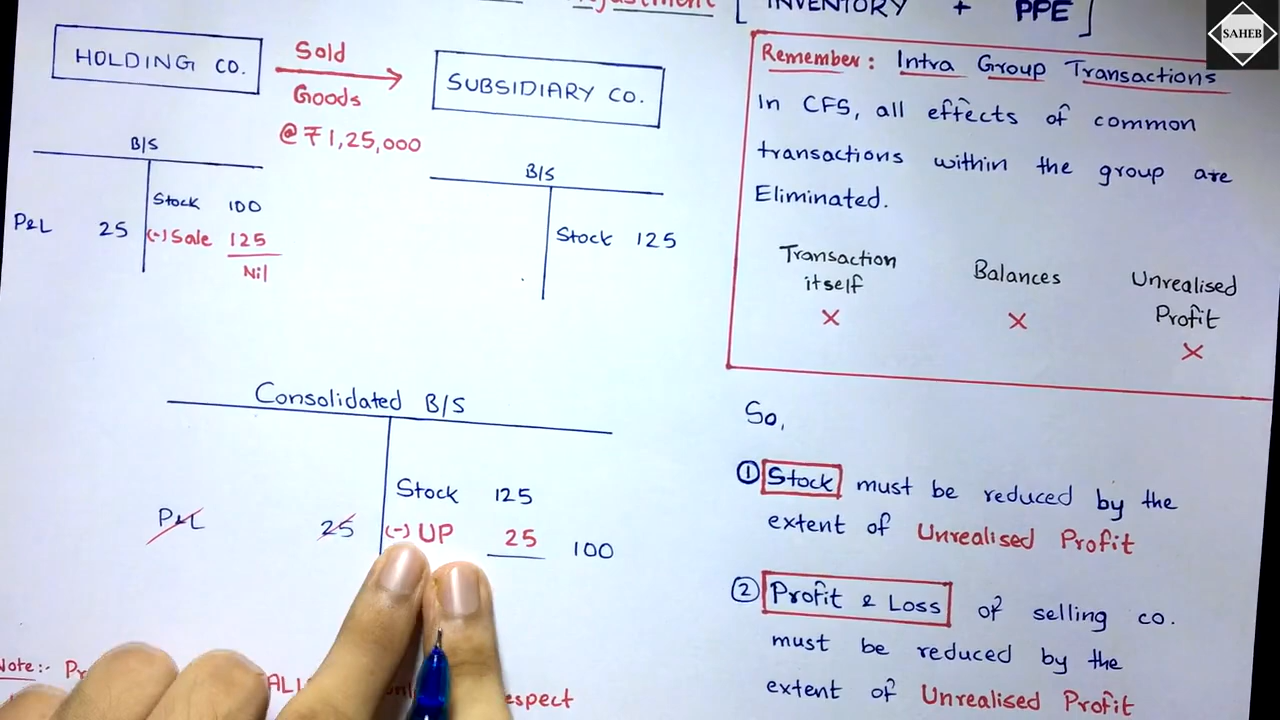 [INVENTORY + PPE]
SAHEB
HOLDING CO.
Sold
Goods
@ ₹1,25,000
SUBSIDIARY CO.
B/S
Stock 100
P&L 25 (-) Sale 125
Nil
B/S
Stock 125
Remember: Intra Group Transactions
In CFS, all effects of common
transactions within the group are
Eliminated.
Transaction
itself
×
Balances
×
Unrealised
Profit
×
Consolidated B/S
Stock 125
P&L 25 (-) UP 25 100
So,
① Stock must be reduced by the
extent of Unrealised Profit
② Profit & Loss of selling co.
must be reduced by the
extent of Unrealised Profit
Note:-